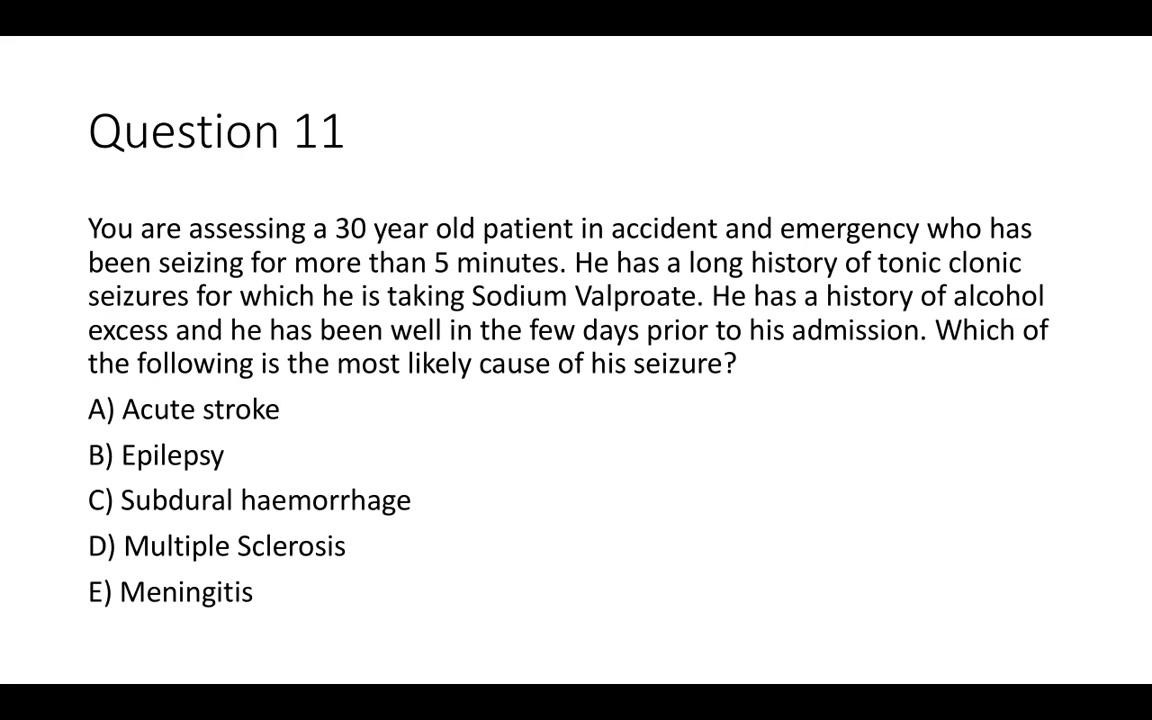 Question 11
You are assessing a 30 year old patient in accident and emergency who has
been seizing for more than 5 minutes. He has a long history of tonic clonic
seizures for which he is taking Sodium Valproate. He has a history of alcohol
excess and he has been well in the few days prior to his admission. Which of
the following is the most likely cause of his seizure?
A) Acute stroke
B) Epilepsy
C) Subdural haemorrhage
D) Multiple Sclerosis
E) Meningitis